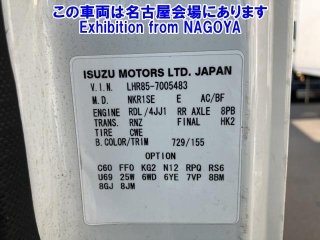 この車両は名古屋会場にあります
Exhibition from NAGOYA
ISUZU MOTORS LTD. JAPAN
V.I.N. LHR85-7005483
M.D. NKR1SE E AC/BF
ENGINE RDL /4JJ1 RR AXLE 8PB
TRANS. RNZ FINAL HK2
TIRE CWE
B.COLOR/TRIM 729/155
OPTION
C60 FF0 KG2 N12 RPQ RS6
U69 25W 6WD 6YE 7VP 8BM
8GJ 8JM